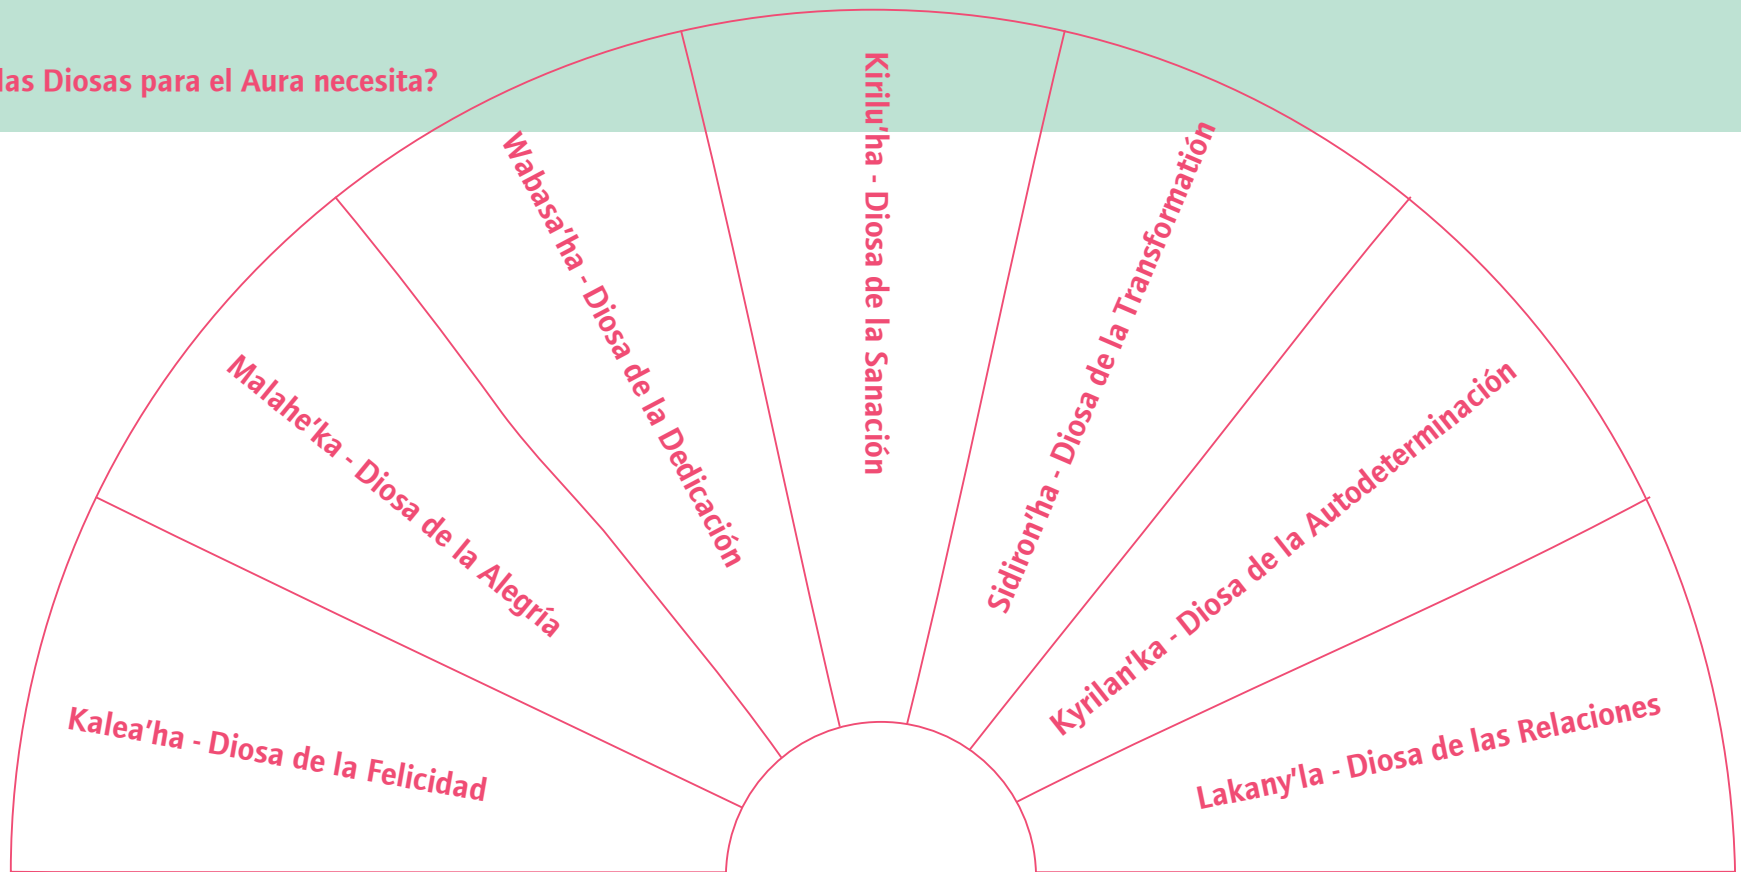 las Diosas para el Aura necesita?
Kalea'ha - Diosa de la Felicidad
Malahe'ka - Diosa de la Alegría
Wabasa'ha - Diosa de la Dedicación
Kirilu'ha - Diosa de la Sanación
Sidiron'ha - Diosa de la Transformatión
Kyrilan'ka - Diosa de la Autodeterminación
Lakany'la - Diosa de las Relaciones